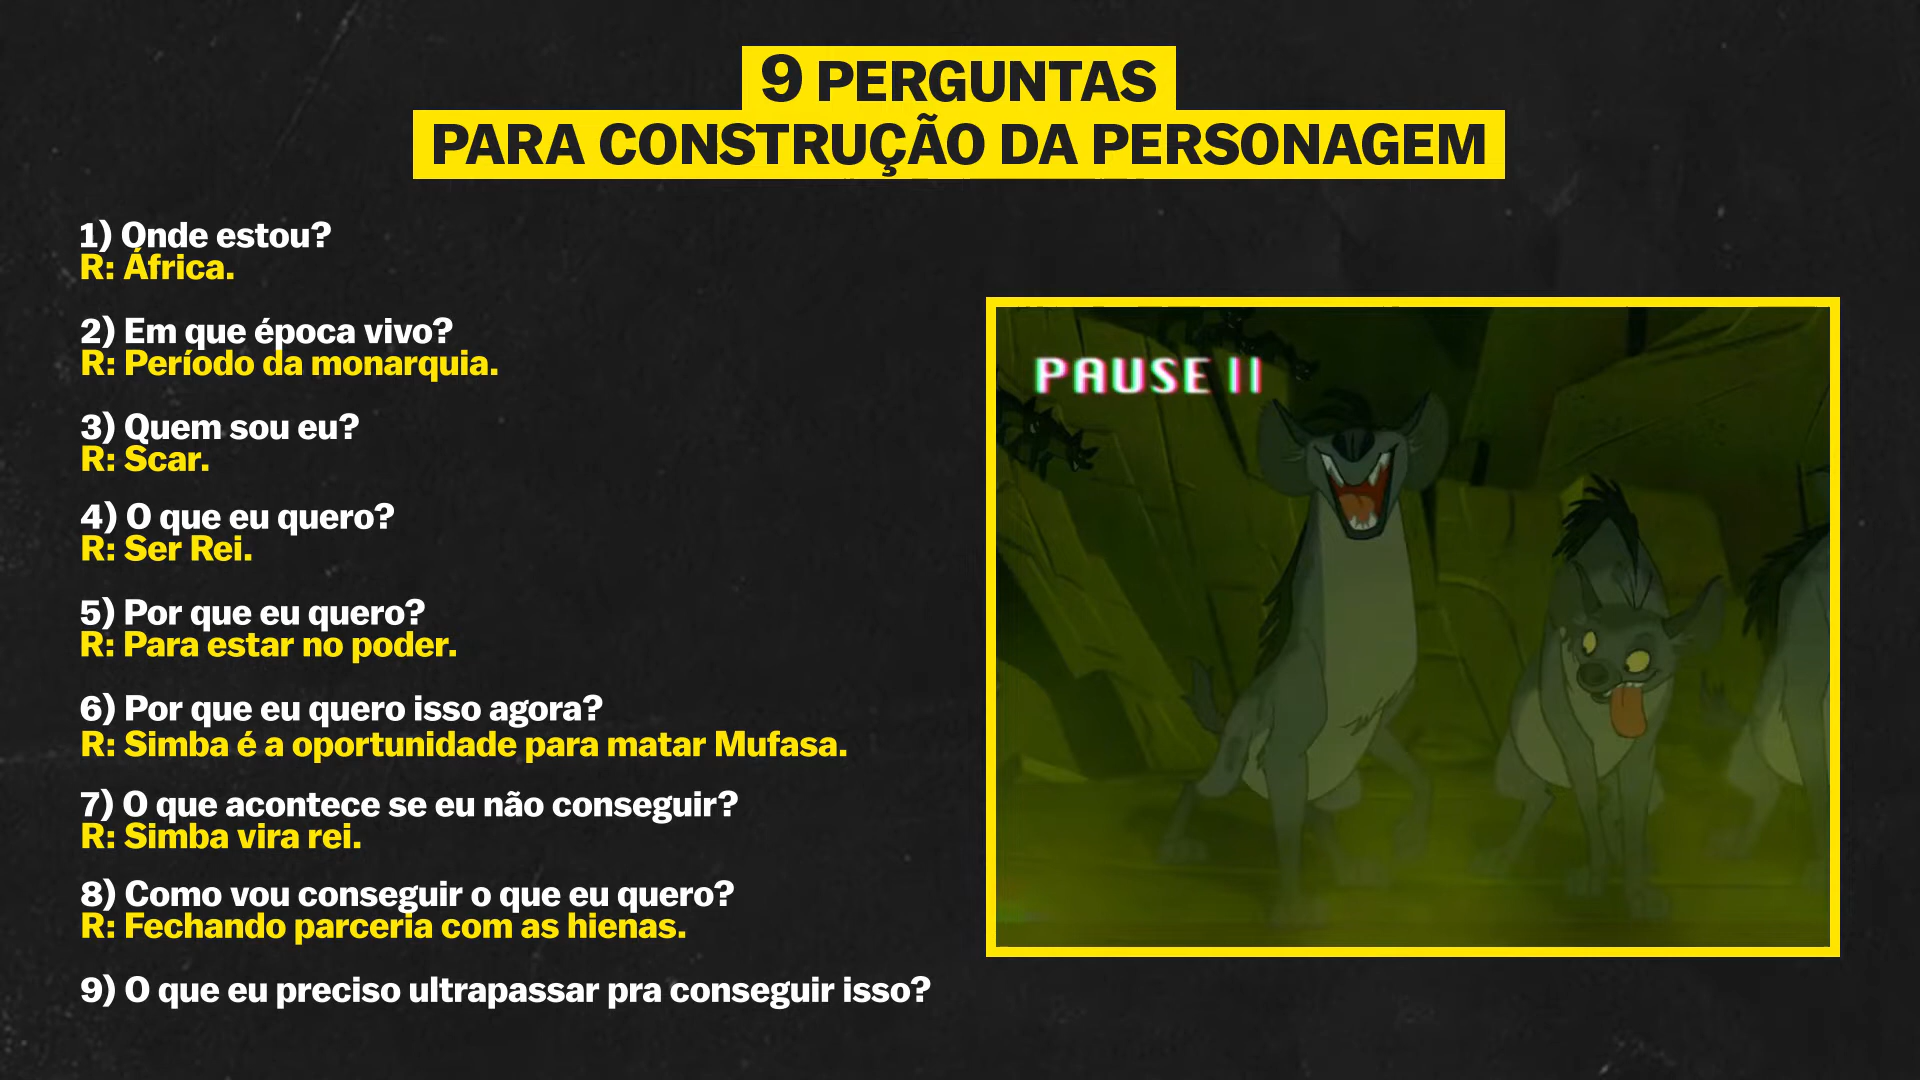 9 PERGUNTAS
PARA CONSTRUÇÃO DA PERSONAGEM
1) Onde estou?
R: África.
2) Em que época vivo?
R: Período da monarquia.
3) Quem sou eu?
R: Scar.
4) O que eu quero?
R: Ser Rei.
5) Por que eu quero?
R: Para estar no poder.
6) Por que eu quero isso agora?
R: Simba é a oportunidade para matar Mufasa.
7) O que acontece se eu não conseguir?
R: Simba vira rei.
8) Como vou conseguir o que eu quero?
R: Fechando parceria com as hienas.
9) O que eu preciso ultrapassar pra conseguir isso?
PAUSE II